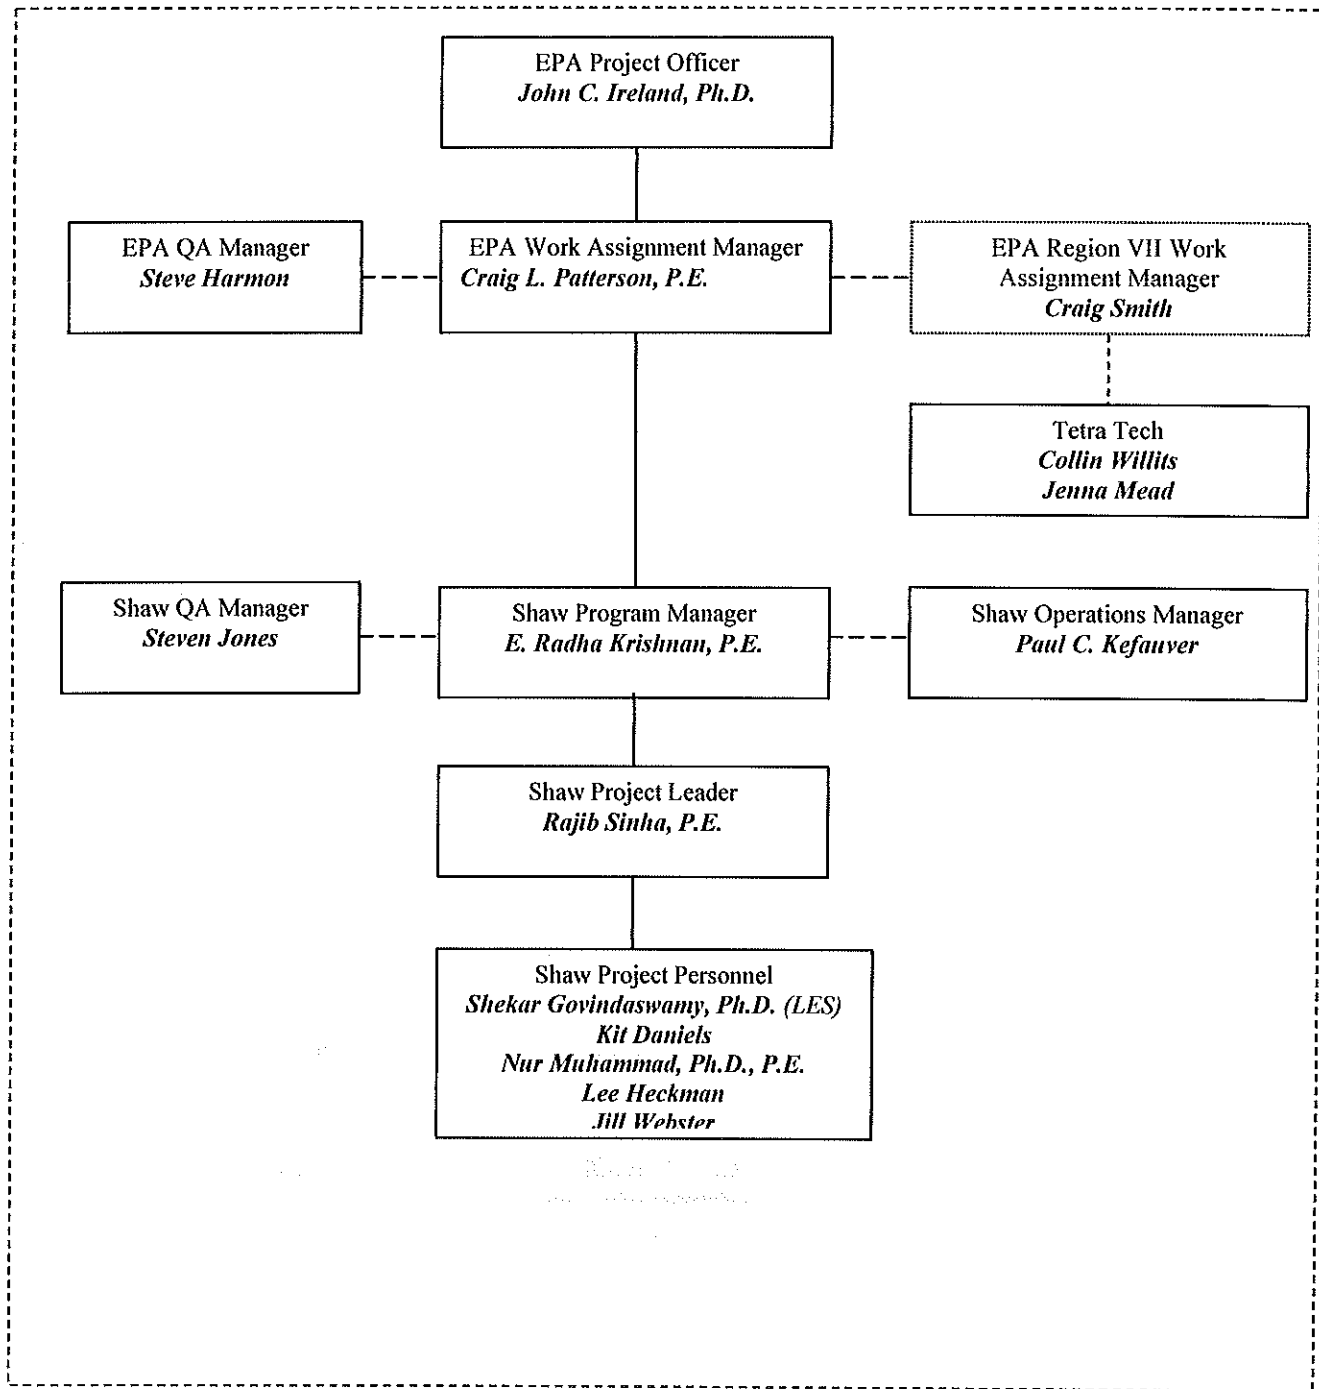 EPA Project Officer
John C. Ireland, Ph.D.
EPA QA Manager
Steve Harmon
EPA Work Assignment Manager
Craig L. Patterson, P.E.
EPA Region VII Work
Assignment Manager
Craig Smith
Tetra Tech
Collin Willits
Jenna Mead
Shaw QA Manager
Steven Jones
Shaw Program Manager
E. Radha Krishnan, P.E.
Shaw Operations Manager
Paul C. Kefauver
Shaw Project Leader
Rajib Sinha, P.E.
Shaw Project Personnel
Shekar Govindaswamy, Ph.D. (LES)
Kit Daniels
Nur Muhammad, Ph.D., P.E.
Lee Heckman
Jill Webster